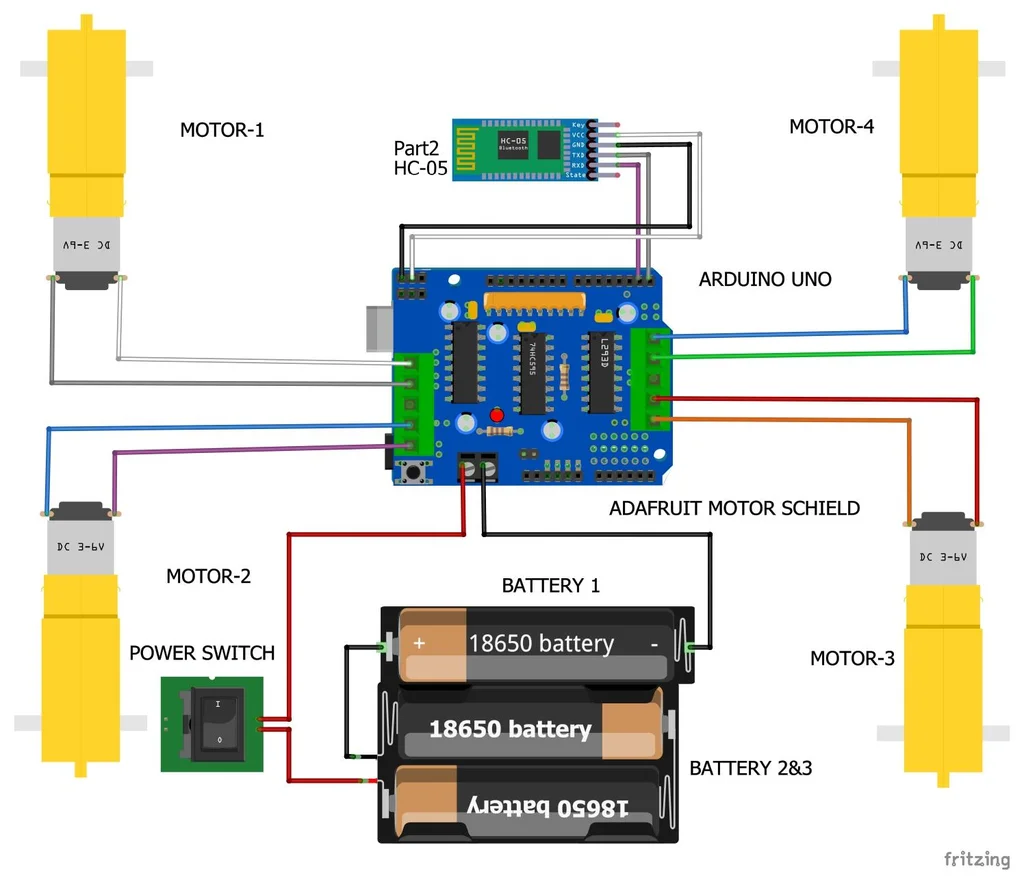 MOTOR-1
MOTOR-4
Part2
HC-05
HC-05
Bluetooth
Key
VCC
GND
TXD
RXD
State
DC 3-6V
DC 3-6V
ARDUINO UNO
74HC595
L293D
ADAFRUIT MOTOR SCHIELD
DC 3-6V
DC 3-6V
MOTOR-2
BATTERY 1
+ 18650 battery -
POWER SWITCH
MOTOR-3
I
O
18650 battery
BATTERY 2&3
18650 battery
fritzing